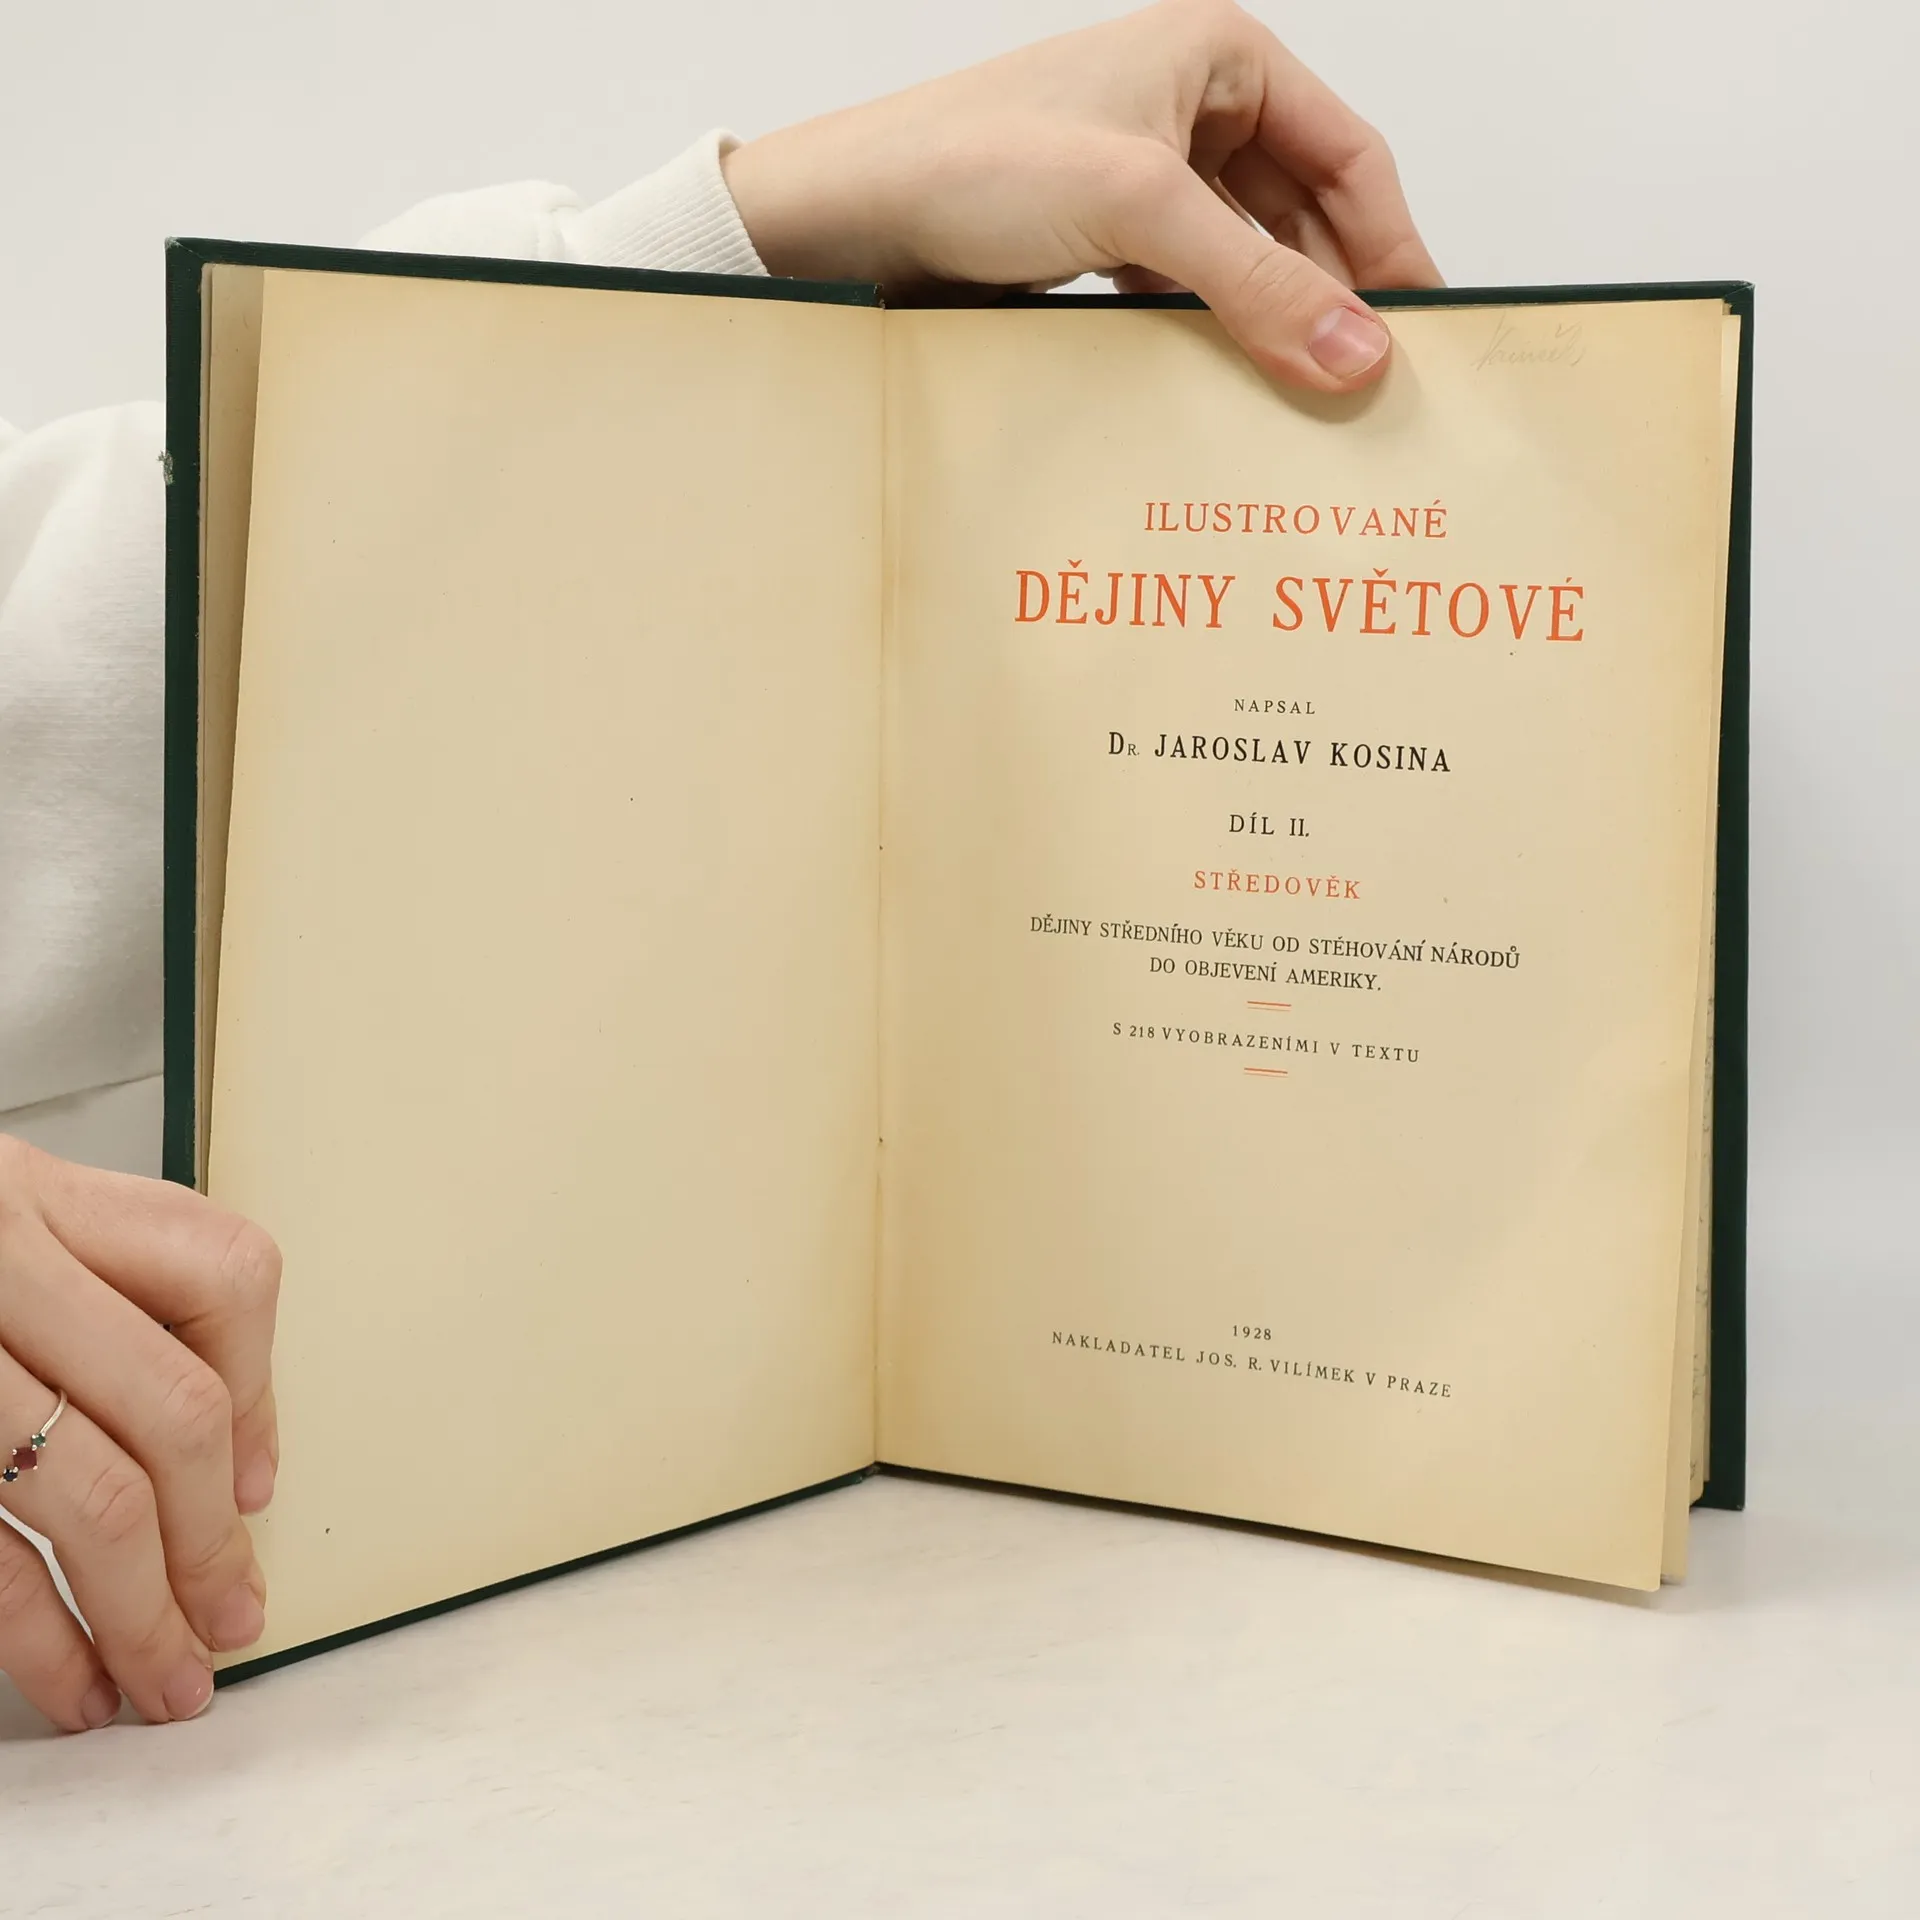 ILUSTROVANÉ
DĚJINY SVĚTOVÉ
NAPSAL
DR. JAROSLAV KOSINA
DÍL II.
STŘEDOVĚK
DĚJINY STŘEDNÍHO VĚKU OD STĚHOVÁNÍ NÁRODŮ
DO OBJEVENÍ AMERIKY.
S 218 VYOBRAZENÍMI V TEXTU
1928
NAKLADATEL JOS. R. VILÍMEK V PRAZE